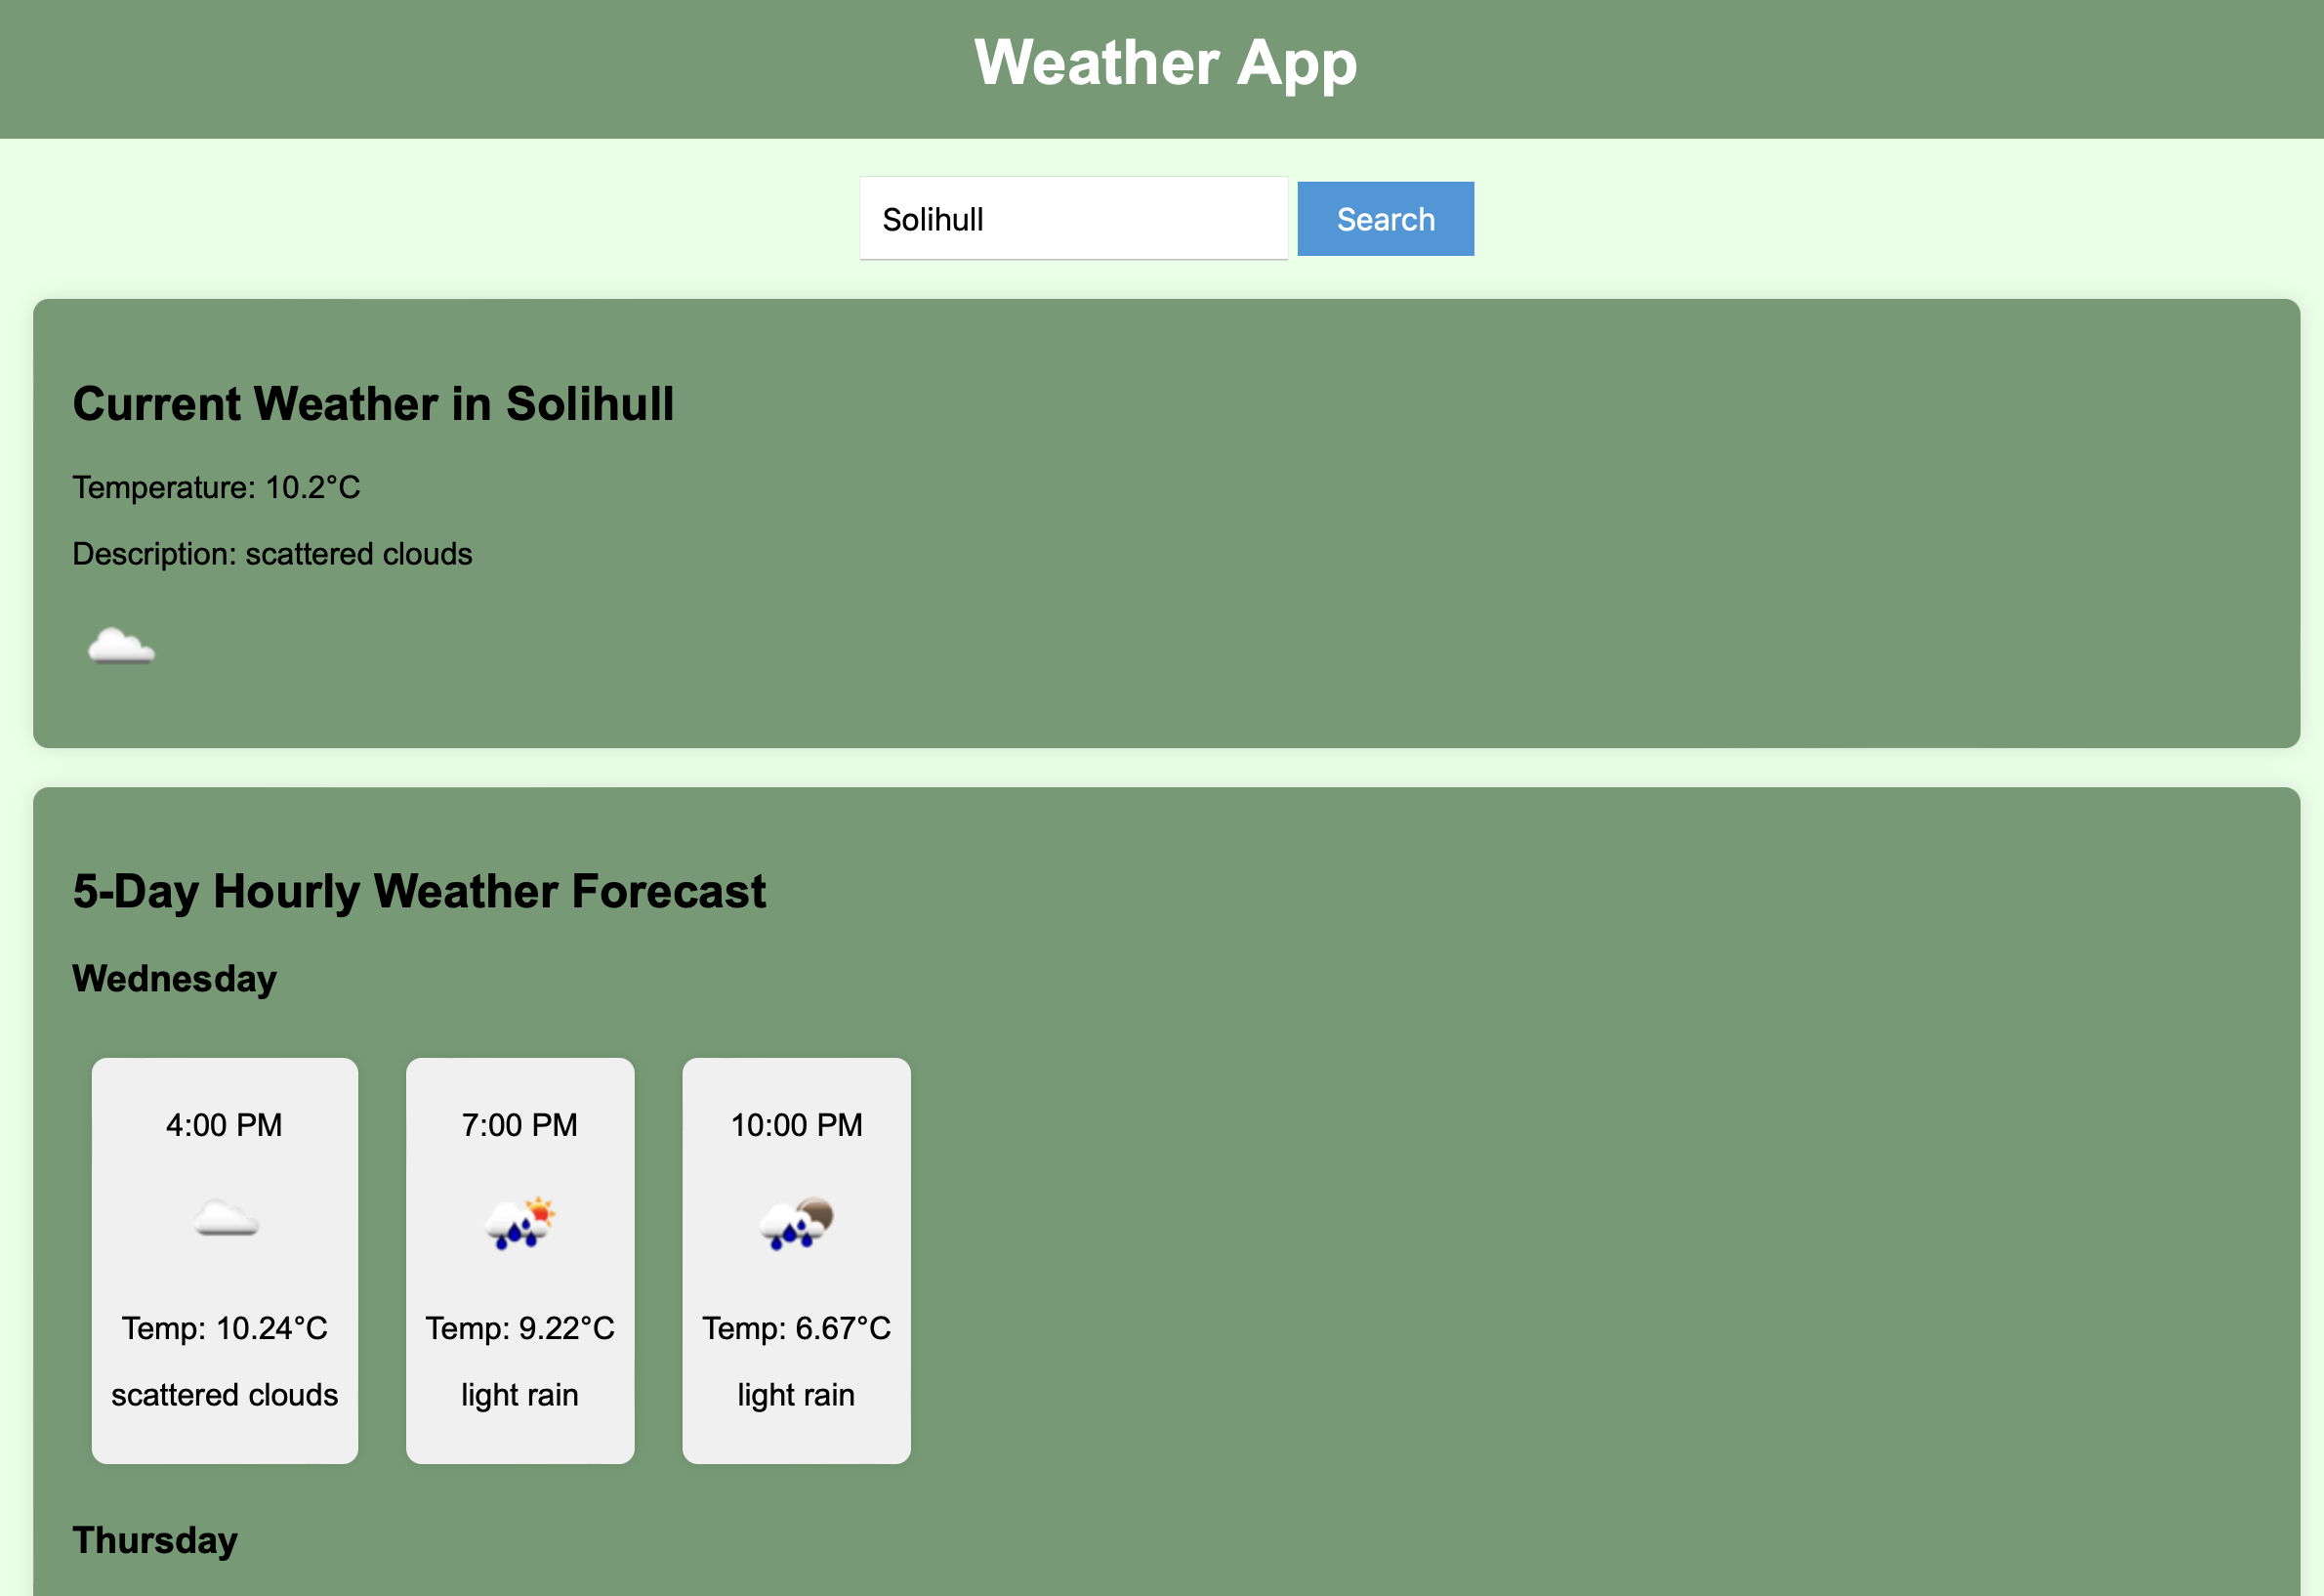 Weather App
Solihull
Search
Current Weather in Solihull
Temperature: 10.2°C
Description: scattered clouds
5-Day Hourly Weather Forecast
Wednesday
4:00 PM
Temp: 10.24°C
scattered clouds
7:00 PM
Temp: 9.22°C
light rain
10:00 PM
Temp: 6.67°C
light rain
Thursday